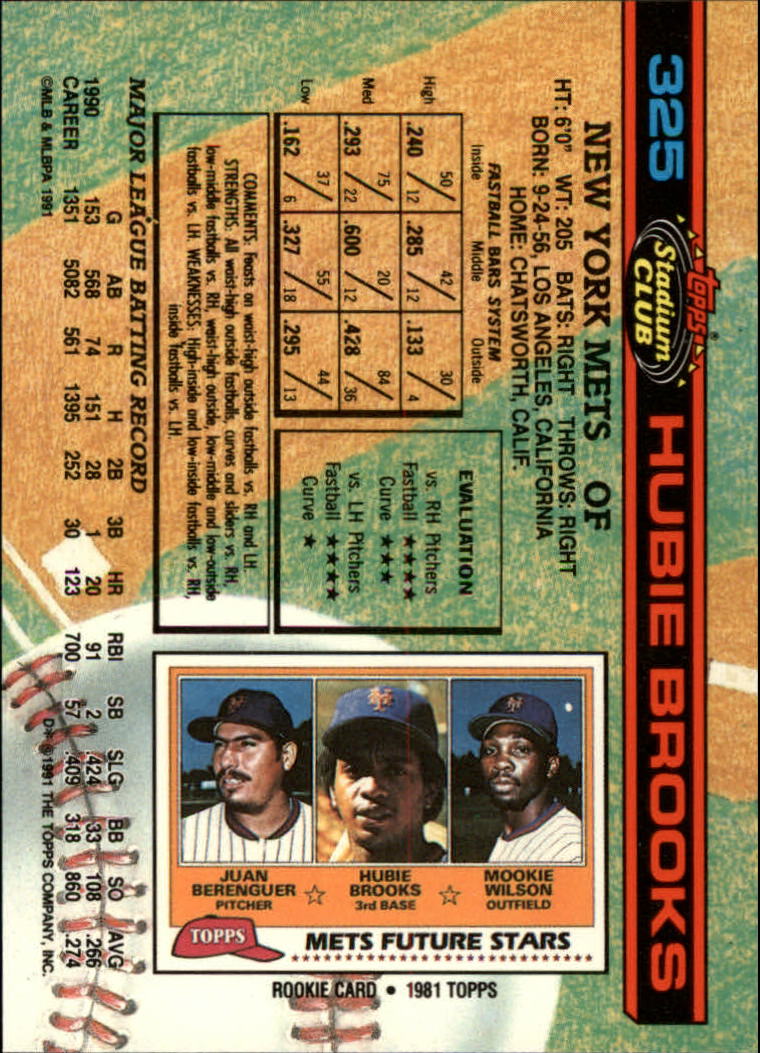 325
Topps®
Stadium
CLUB
HUBIE BROOKS
NEW YORK METS OF
HT: 6'0" WT: 205 BATS: RIGHT THROWS: RIGHT
BORN: 9-24-56, LOS ANGELES, CALIFORNIA
HOME: CHATSWORTH, CALIF.
FASTBALL BARS SYSTEM
Inside Middle Outside
High .240 50/12 .285 42/12 .133 30/4
Med .293 75/22 .600 20/12 .428 84/36
Low .162 37/6 .327 55/18 .295 44/13
EVALUATION
vs. RH Pitchers
Fastball ★★★★
Curve ★★★
vs. LH Pitchers
Fastball ★★★★
Curve ★
COMMENTS: Feasts on waist-high outside fastballs vs. RH and LH.
STRENGTHS: All waist-high outside fastballs, curves and sliders vs. RH,
low-middle fastballs vs. RH, waist-high outside, low-middle and low-outside
fastballs vs. LH. WEAKNESSES: High-inside and low-inside fastballs vs. RH,
inside fastballs vs. LH.
MAJOR LEAGUE BATTING RECORD
G AB R H 2B 3B HR RBI SB SLG BB SO AVG
1990 153 568 74 151 28 1 20 91 2 .424 33 108 .266
CAREER 1351 5082 561 1395 252 30 123 700 57 .409 318 860 .274
©MLB & MLBPA 1991
D** ©1991 THE TOPPS COMPANY, INC.
JUAN
BERENGUER
PITCHER
☆
HUBIE
BROOKS
3rd BASE
☆
MOOKIE
WILSON
OUTFIELD
TOPPS
METS FUTURE STARS
ROOKIE CARD • 1981 TOPPS